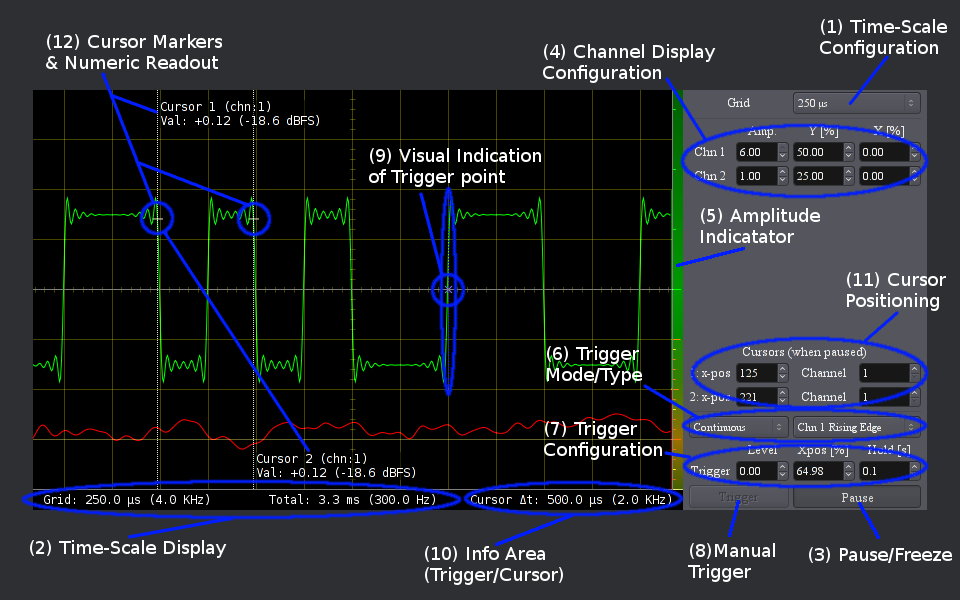 (1) Time-Scale
Configuration
(12) Cursor Markers
& Numeric Readout
(4) Channel Display
Configuration
Cursor 1 (chn:1)
Val: +0.12 (-18.6 dBFS)
Grid
250 µs
Amp.
Y [%]
X [%]
Chn 1
6.00
50.00
0.00
Chn 2
1.00
25.00
0.00
(9) Visual Indication
of Trigger point
(5) Amplitude
Indicatator
(11) Cursor
Positioning
(6) Trigger
Mode/Type
Cursors (when paused)
1: x-pos
125
Channel
1
2: x-pos
221
Channel
1
Continuous
Chn 1 Rising Edge
(7) Trigger
Configuration
Level
Xpos [%]
Hold [s]
Trigger
0.00
64.98
0.1
Cursor 2 (chn:1)
Val: +0.12 (-18.6 dBFS)
Grid: 250.0 µs (4.0 KHz)
Total: 3.3 ms (300.0 Hz)
Cursor Δt: 500.0 µs (2.0 KHz)
Trigger
Pause
(2) Time-Scale Display
(10) Info Area
(Trigger/Cursor)
(8)Manual
Trigger
(3) Pause/Freeze